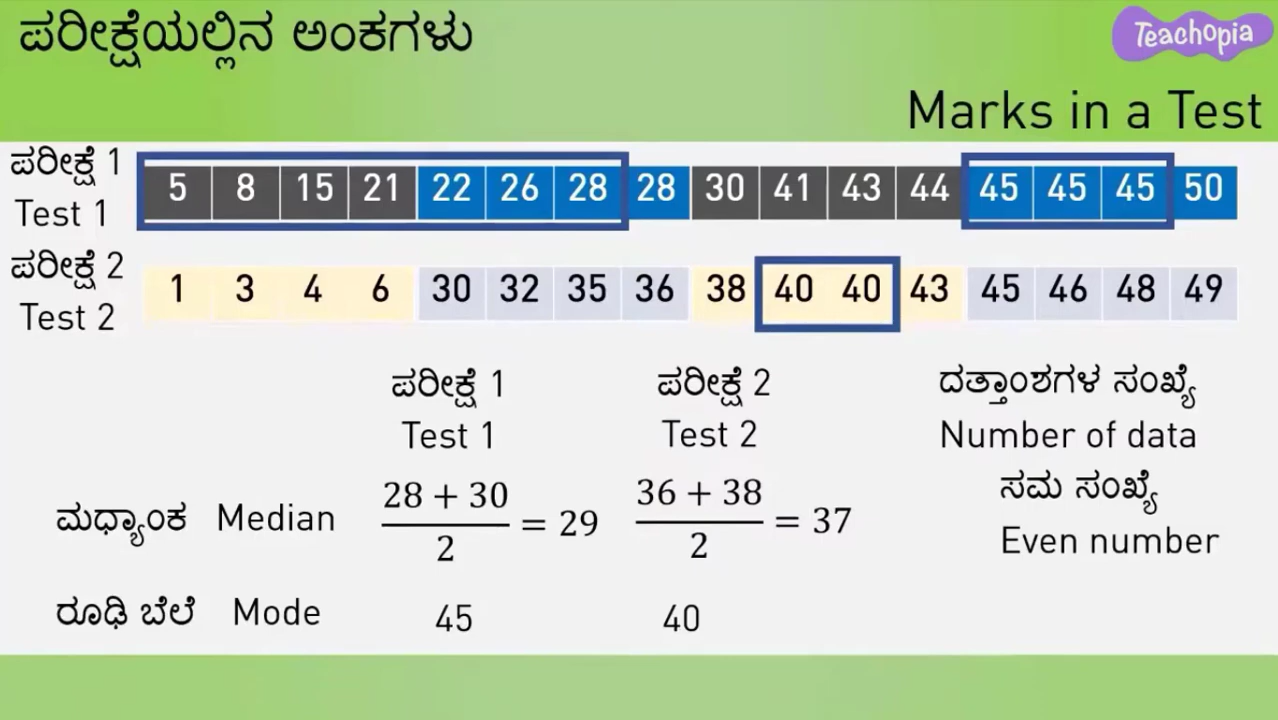 ಪರೀಕ್ಷೆಯಲ್ಲಿನ ಅಂಕಗಳು
Teachopia
Marks in a Test
ಪರೀಕ್ಷೆ 1
Test 1
5 8 15 21 22 26 28 28 30 41 43 44 45 45 45 50
ಪರೀಕ್ಷೆ 2
Test 2
1 3 4 6 30 32 35 36 38 40 40 43 45 46 48 49
ಪರೀಕ್ಷೆ 1 ಪರೀಕ್ಷೆ 2 ದತ್ತಾಂಶಗಳ ಸಂಖ್ಯೆ
Test 1 Test 2 Number of data
ಸಮ ಸಂಖ್ಯೆ
Even number
ಮಧ್ಯಾಂಕ Median (28 + 30)/2 = 29 (36 + 38)/2 = 37
ರೂಢಿ ಬೆಲೆ Mode 45 40